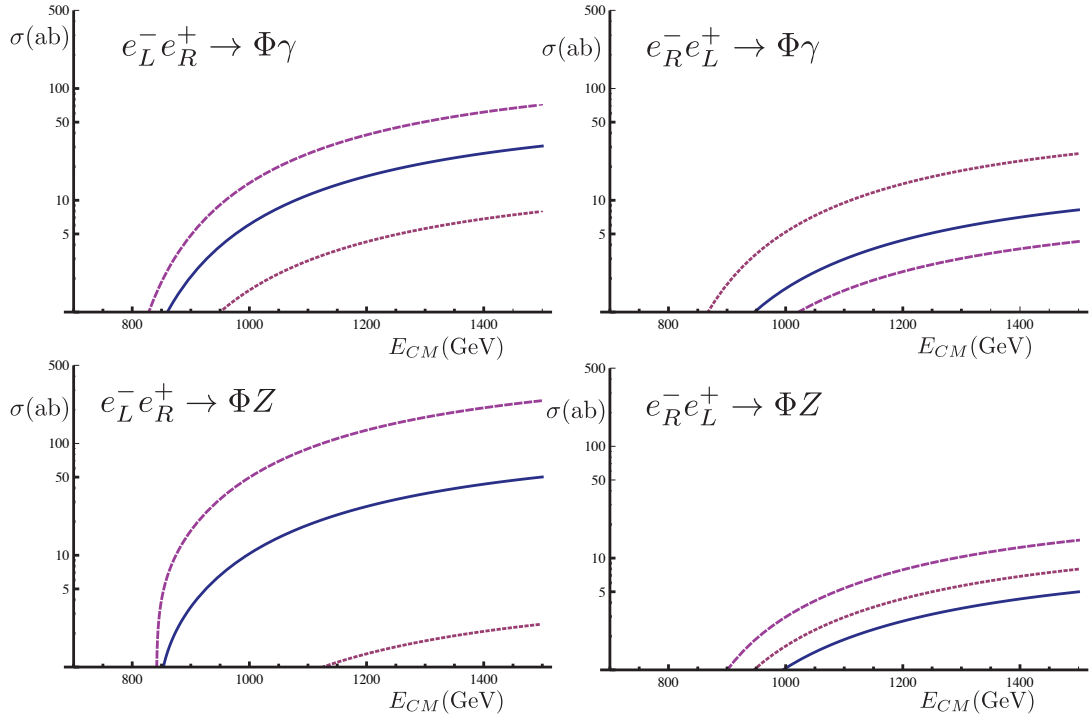 500
σ(ab)
e_L^- e_R^+ → Φγ
100
50
10
5
800 1000 1200 1400
E_CM(GeV)
500
σ(ab)
e_R^- e_L^+ → Φγ
100
50
10
5
800 1000 1200 1400
E_CM(GeV)
500
σ(ab)
e_L^- e_R^+ → ΦZ
100
50
10
5
800 1000 1200 1400
E_CM(GeV)
500
σ(ab)
e_R^- e_L^+ → ΦZ
100
50
10
5
800 1000 1200 1400
E_CM(GeV)